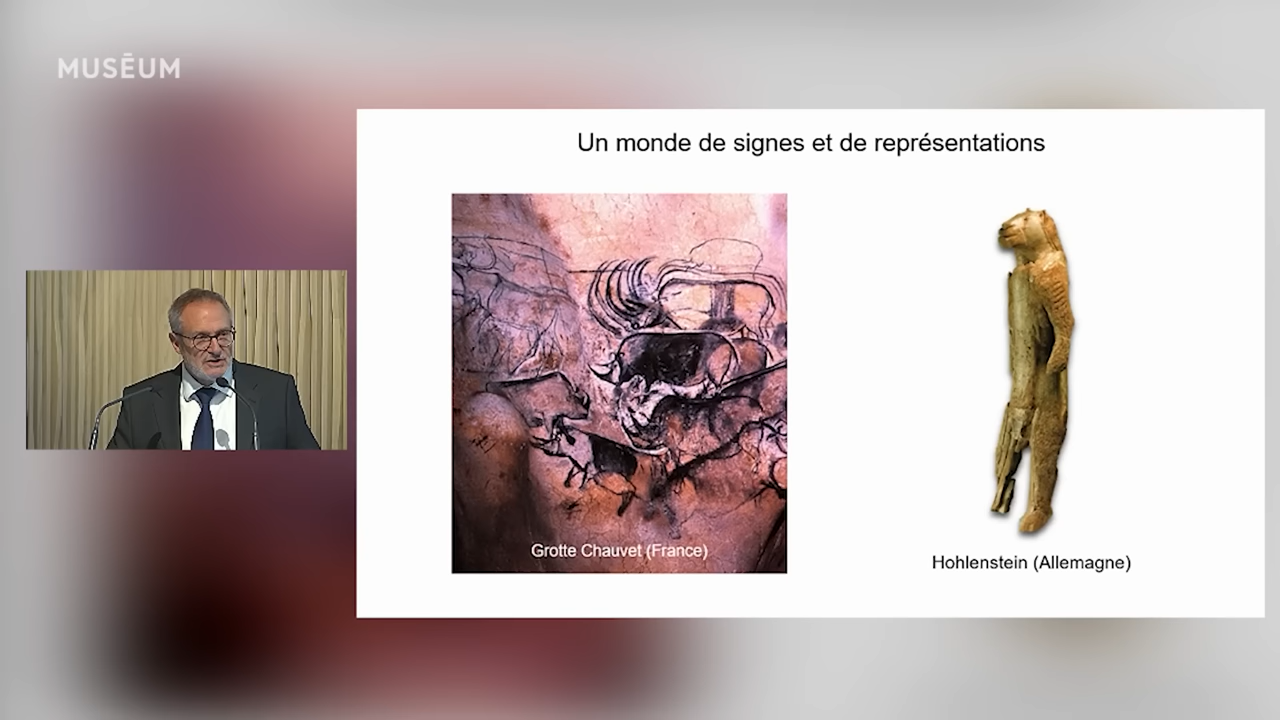 MUSĒUM
Un monde de signes et de représentations
Grotte Chauvet (France)
Hohlenstein (Allemagne)